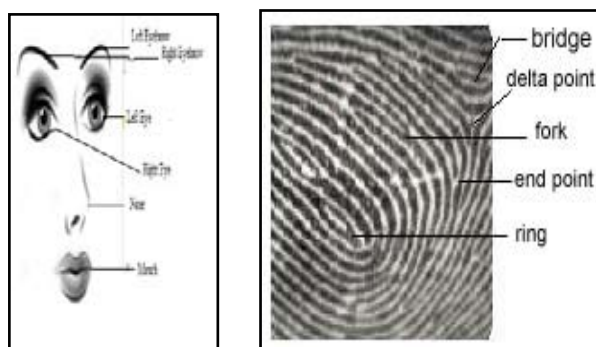 Left Eyebrow
Right Eyebrow
Left Eye
Right Eye
Nose
Mouth
bridge
delta point
fork
end point
ring